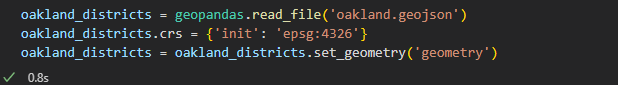 oakland_districts = geopandas.read_file('oakland.geojson')
oakland_districts.crs = {'init': 'epsg:4326'}
oakland_districts = oakland_districts.set_geometry('geometry')
✓ 0.8s